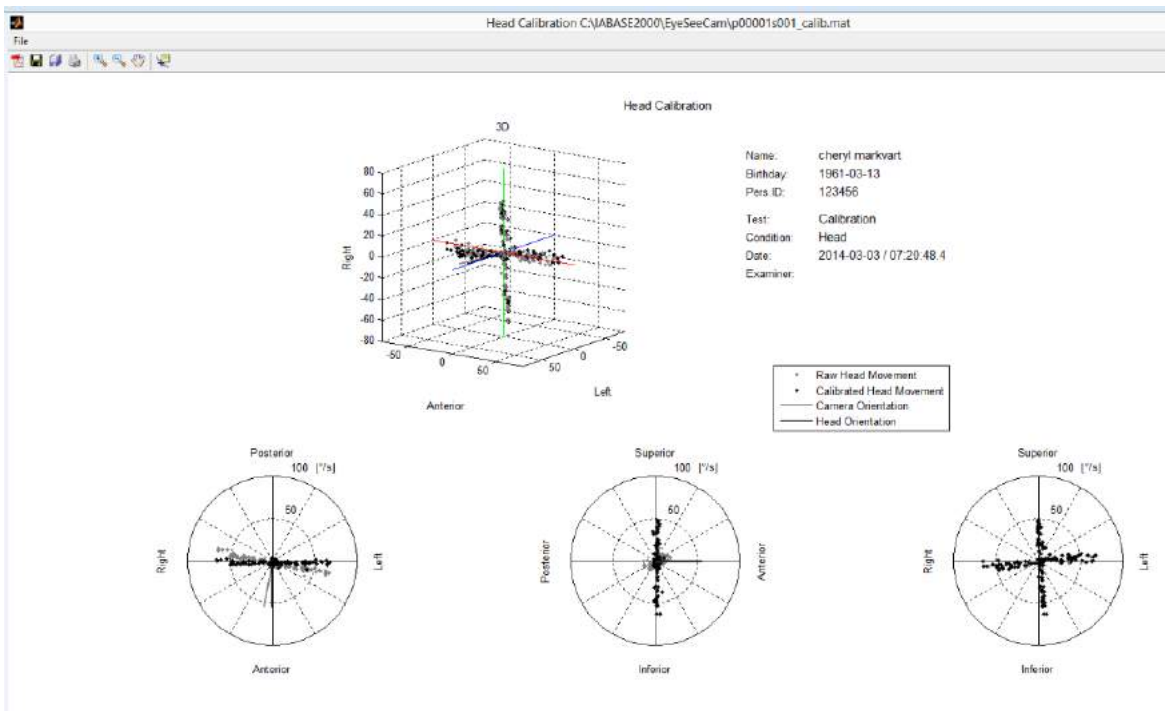 Head Calibration C:\IABASE2000\EyeSeeCam\p00001s001_calib.mat
File
Head Calibration
3D
80
60
40
20
0
-20
-40
-60
-80
Right
-50
0
50
Anterior
50
0
-50
Left
Name: cheryl markvart
Birthday: 1961-03-13
Pers.ID: 123456
Test: Calibration
Condition: Head
Date: 2014-03-03 / 07:29:48.4
Examiner:
Raw Head Movement
Calibrated Head Movement
Camera Orientation
Head Orientation
Posterior
100 [°/s]
50
Right
Left
Anterior
Superior
100 [°/s]
50
Posterior
Anterior
Inferior
Superior
100 [°/s]
50
Right
Left
Inferior